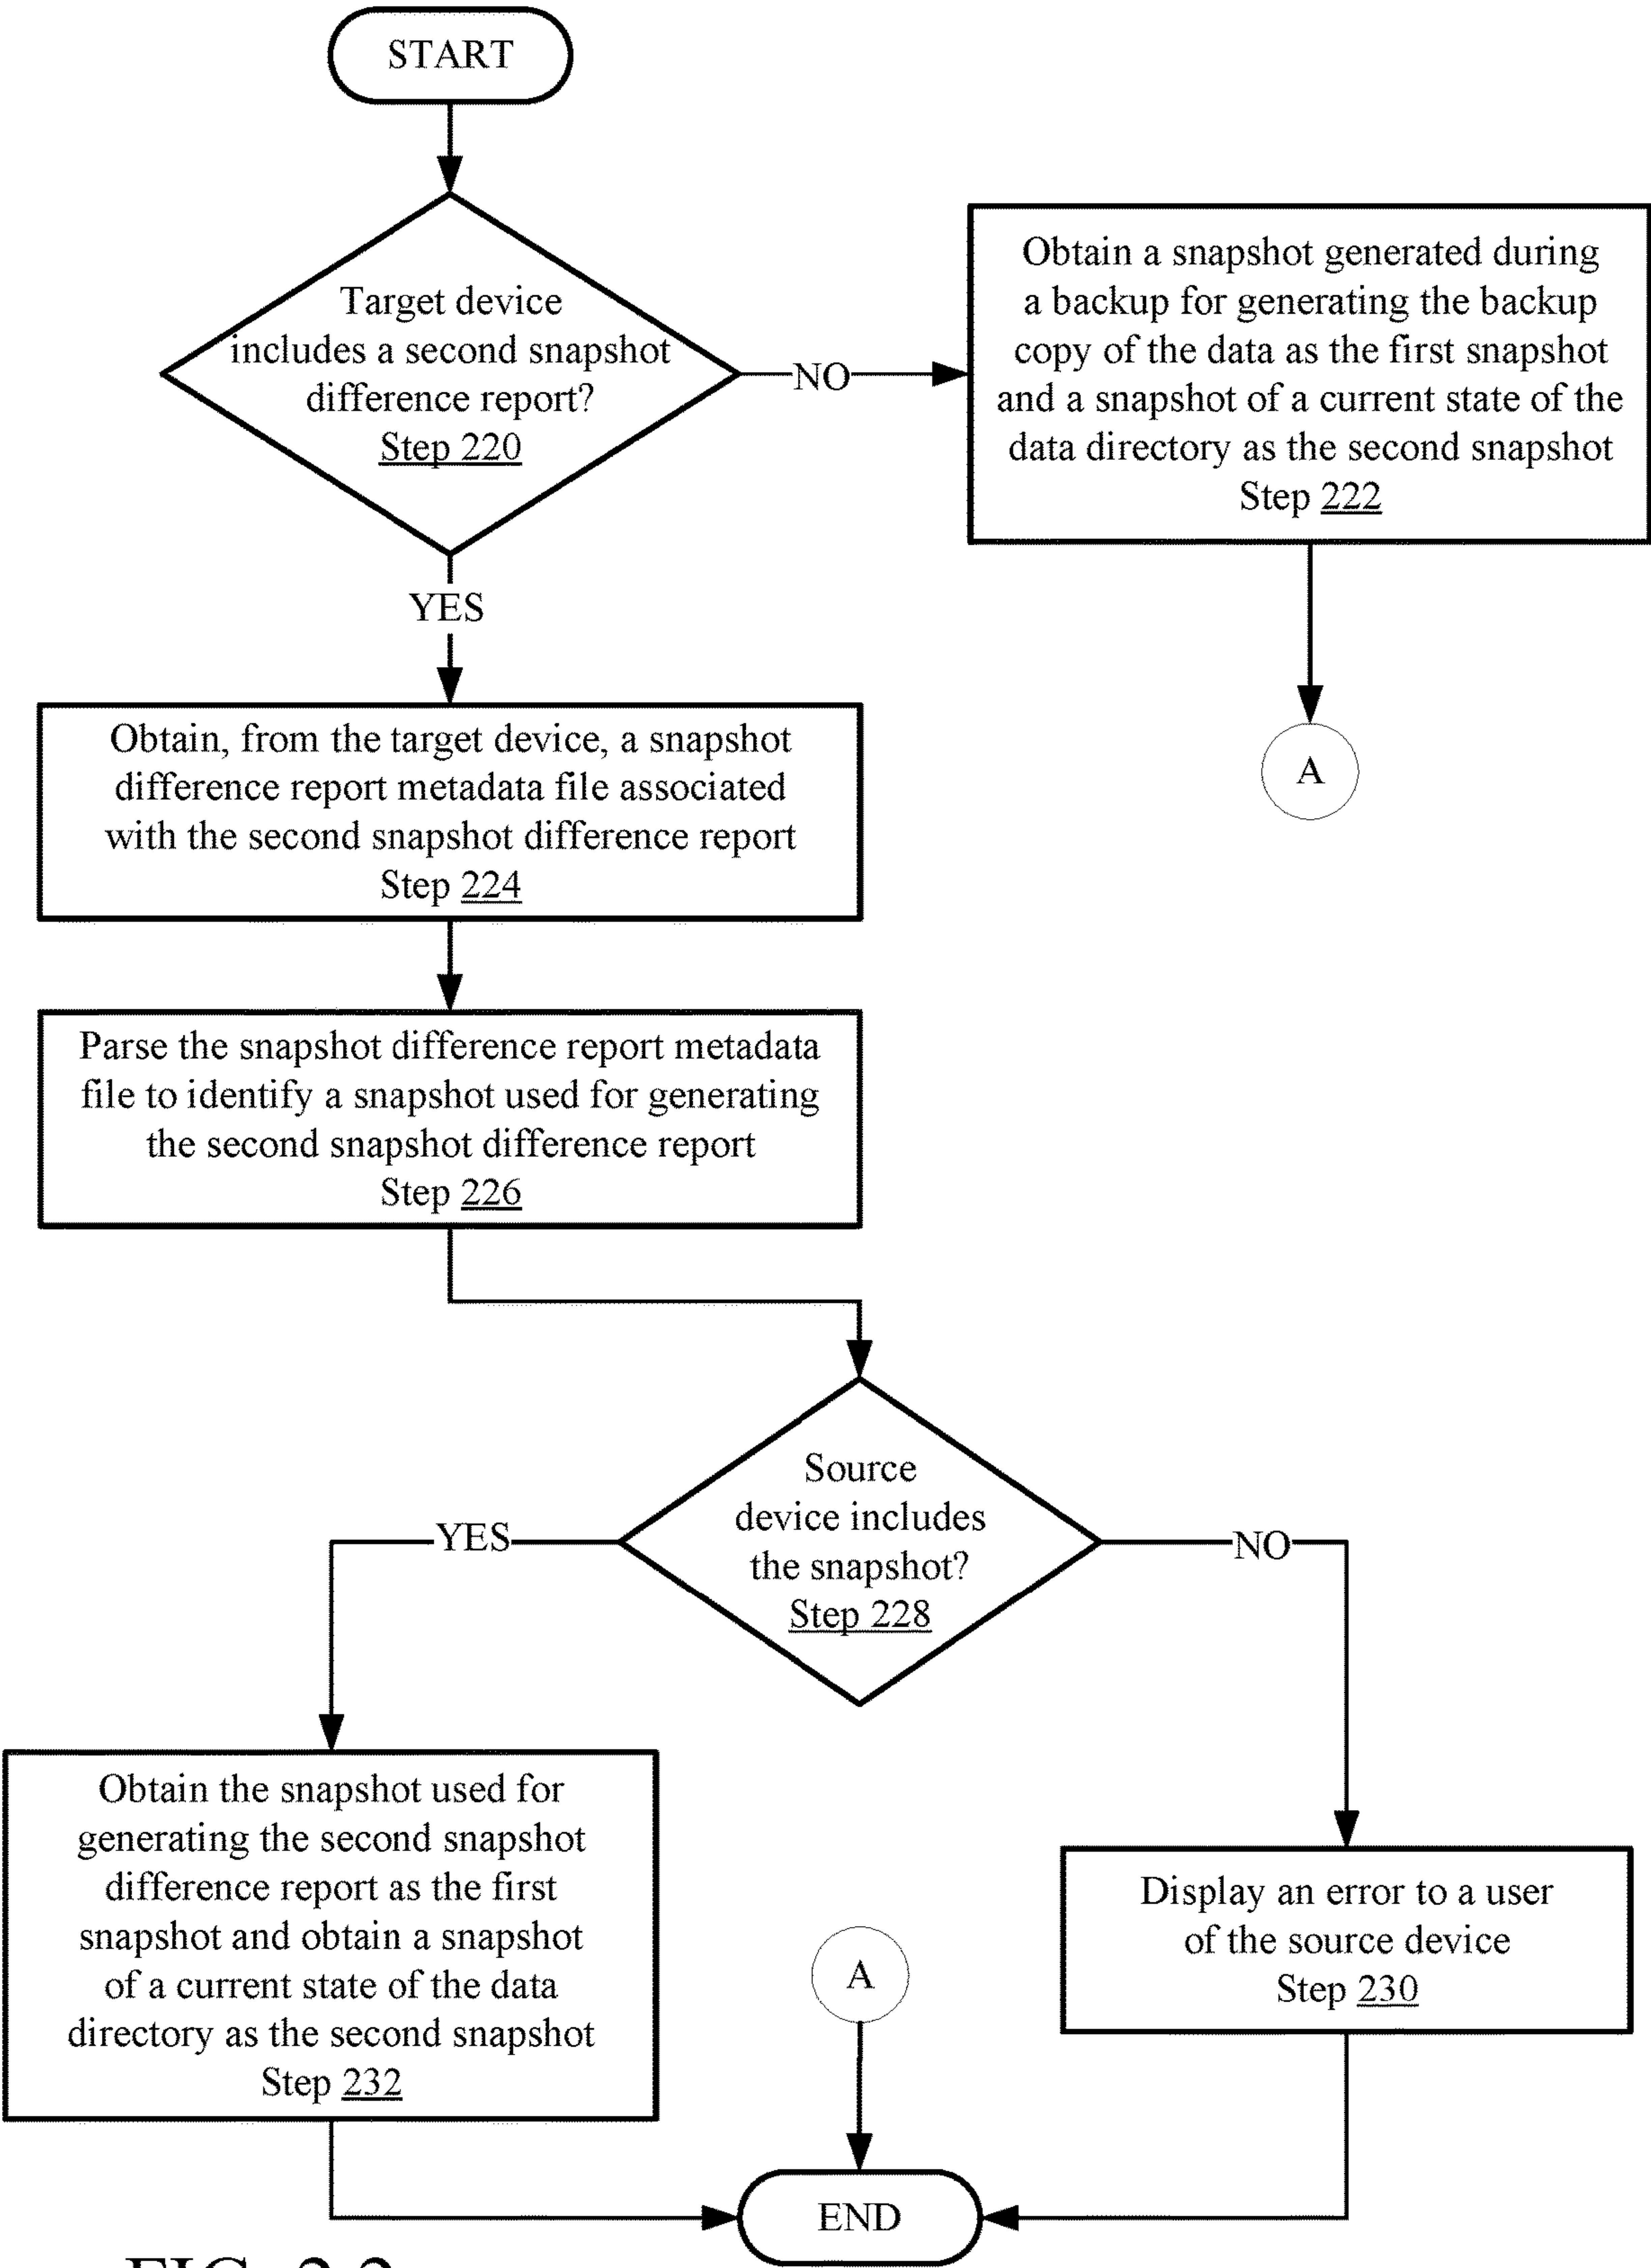 START
Target device
includes a second snapshot
difference report?
Step 220
NO
Obtain a snapshot generated during
a backup for generating the backup
copy of the data as the first snapshot
and a snapshot of a current state of the
data directory as the second snapshot
Step 222
A
YES
Obtain, from the target device, a snapshot
difference report metadata file associated
with the second snapshot difference report
Step 224
Parse the snapshot difference report metadata
file to identify a snapshot used for generating
the second snapshot difference report
Step 226
Source
device includes
the snapshot?
Step 228
YES
NO
Obtain the snapshot used for
generating the second snapshot
difference report as the first
snapshot and obtain a snapshot
of a current state of the data
directory as the second snapshot
Step 232
Display an error to a user
of the source device
Step 230
A
END